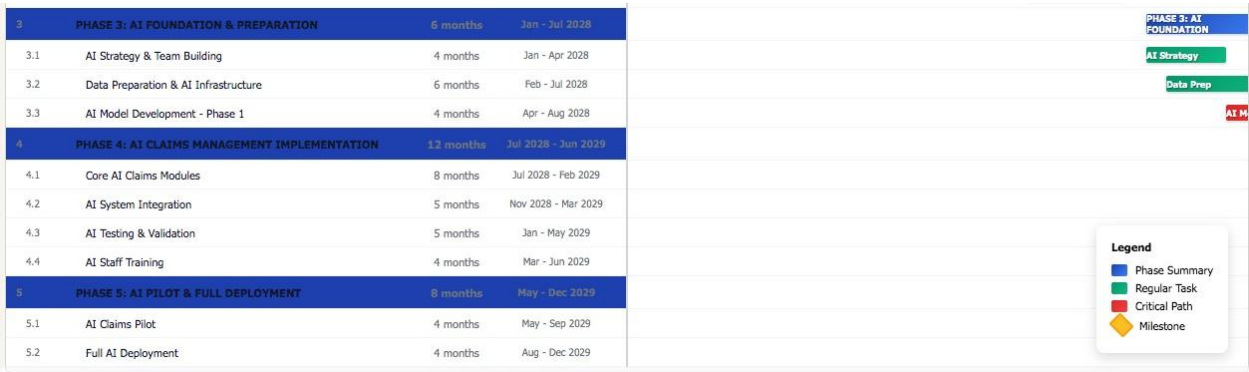 3 PHASE 3: AI FOUNDATION & PREPARATION 6 months Jan - Jul 2028 PHASE 3: AI
FOUNDATION
3.1 AI Strategy & Team Building 4 months Jan - Apr 2028 AI Strategy
3.2 Data Preparation & AI Infrastructure 6 months Feb - Jul 2028 Data Prep
3.3 AI Model Development - Phase 1 4 months Apr - Aug 2028 AI M
4 PHASE 4: AI CLAIMS MANAGEMENT IMPLEMENTATION 12 months Jul 2028 - Jun 2029
4.1 Core AI Claims Modules 8 months Jul 2028 - Feb 2029
4.2 AI System Integration 5 months Nov 2028 - Mar 2029
4.3 AI Testing & Validation 5 months Jan - May 2029
4.4 AI Staff Training 4 months Mar - Jun 2029
5 PHASE 5: AI PILOT & FULL DEPLOYMENT 8 months May - Dec 2029
5.1 AI Claims Pilot 4 months May - Sep 2029
5.2 Full AI Deployment 4 months Aug - Dec 2029
Legend
Phase Summary
Regular Task
Critical Path
Milestone